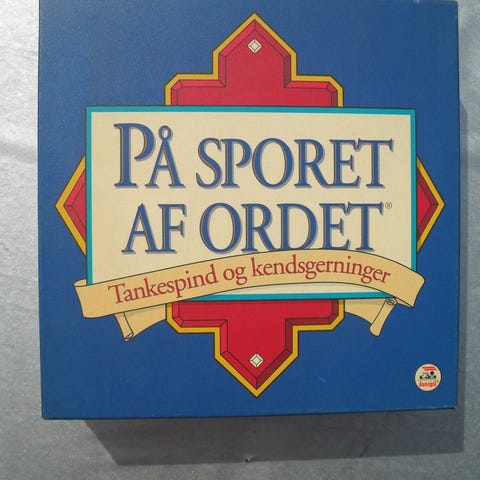 PÅ SPORET
AF ORDET®
Tankespind og kendsgerninger